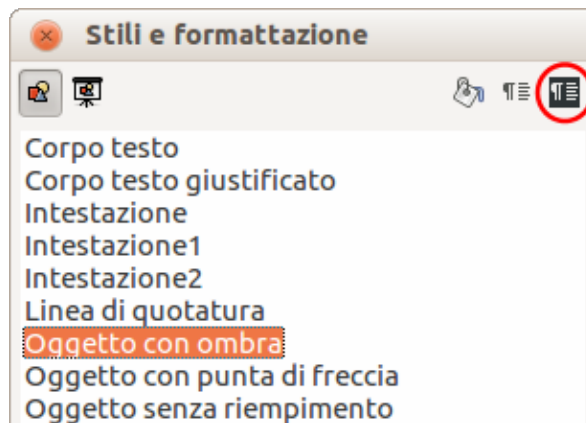 Stili e formattazione
Corpo testo
Corpo testo giustificato
Intestazione
Intestazione1
Intestazione2
Linea di quotatura
Oggetto con ombra
Oggetto con punta di freccia
Oggetto senza riempimento